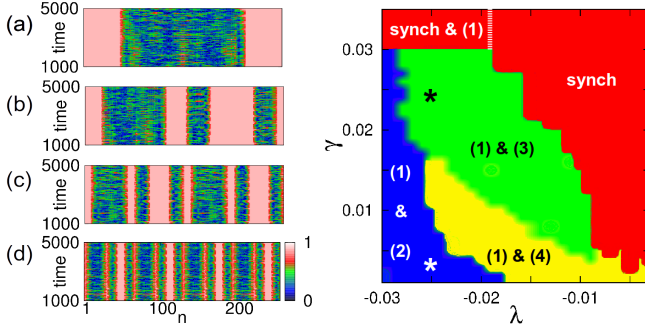 (a)
5000
1000
time
(b)
5000
1000
time
(c)
5000
1000
time
(d)
5000
1000
time
1
100
n
200
1
0
γ
0.03
0.02
0.01
synch & (1)
synch
*
(1) & (3)
(1)
&
(2)
(1) & (4)
*
-0.03
-0.02
λ
-0.01